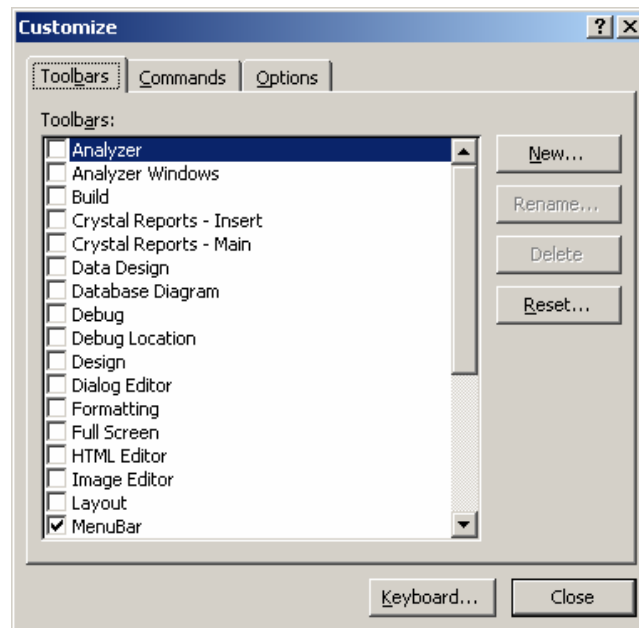 Customize
Toolbars Commands Options
Toolbars:
Analyzer
Analyzer Windows
Build
Crystal Reports - Insert
Crystal Reports - Main
Data Design
Database Diagram
Debug
Debug Location
Design
Dialog Editor
Formatting
Full Screen
HTML Editor
Image Editor
Layout
MenuBar
New...
Rename...
Delete
Reset...
Keyboard... Close